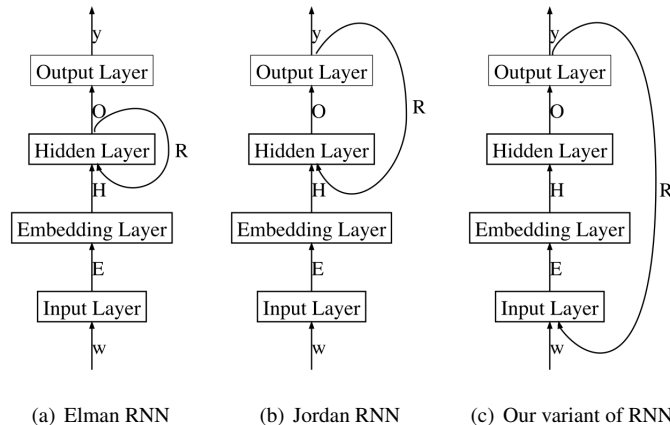 y
Output Layer
O
Hidden Layer
R
H
Embedding Layer
E
Input Layer
w
(a) Elman RNN
y
Output Layer
O
R
Hidden Layer
H
Embedding Layer
E
Input Layer
w
(b) Jordan RNN
y
Output Layer
O
Hidden Layer
H
R
Embedding Layer
E
Input Layer
w
(c) Our variant of RNN